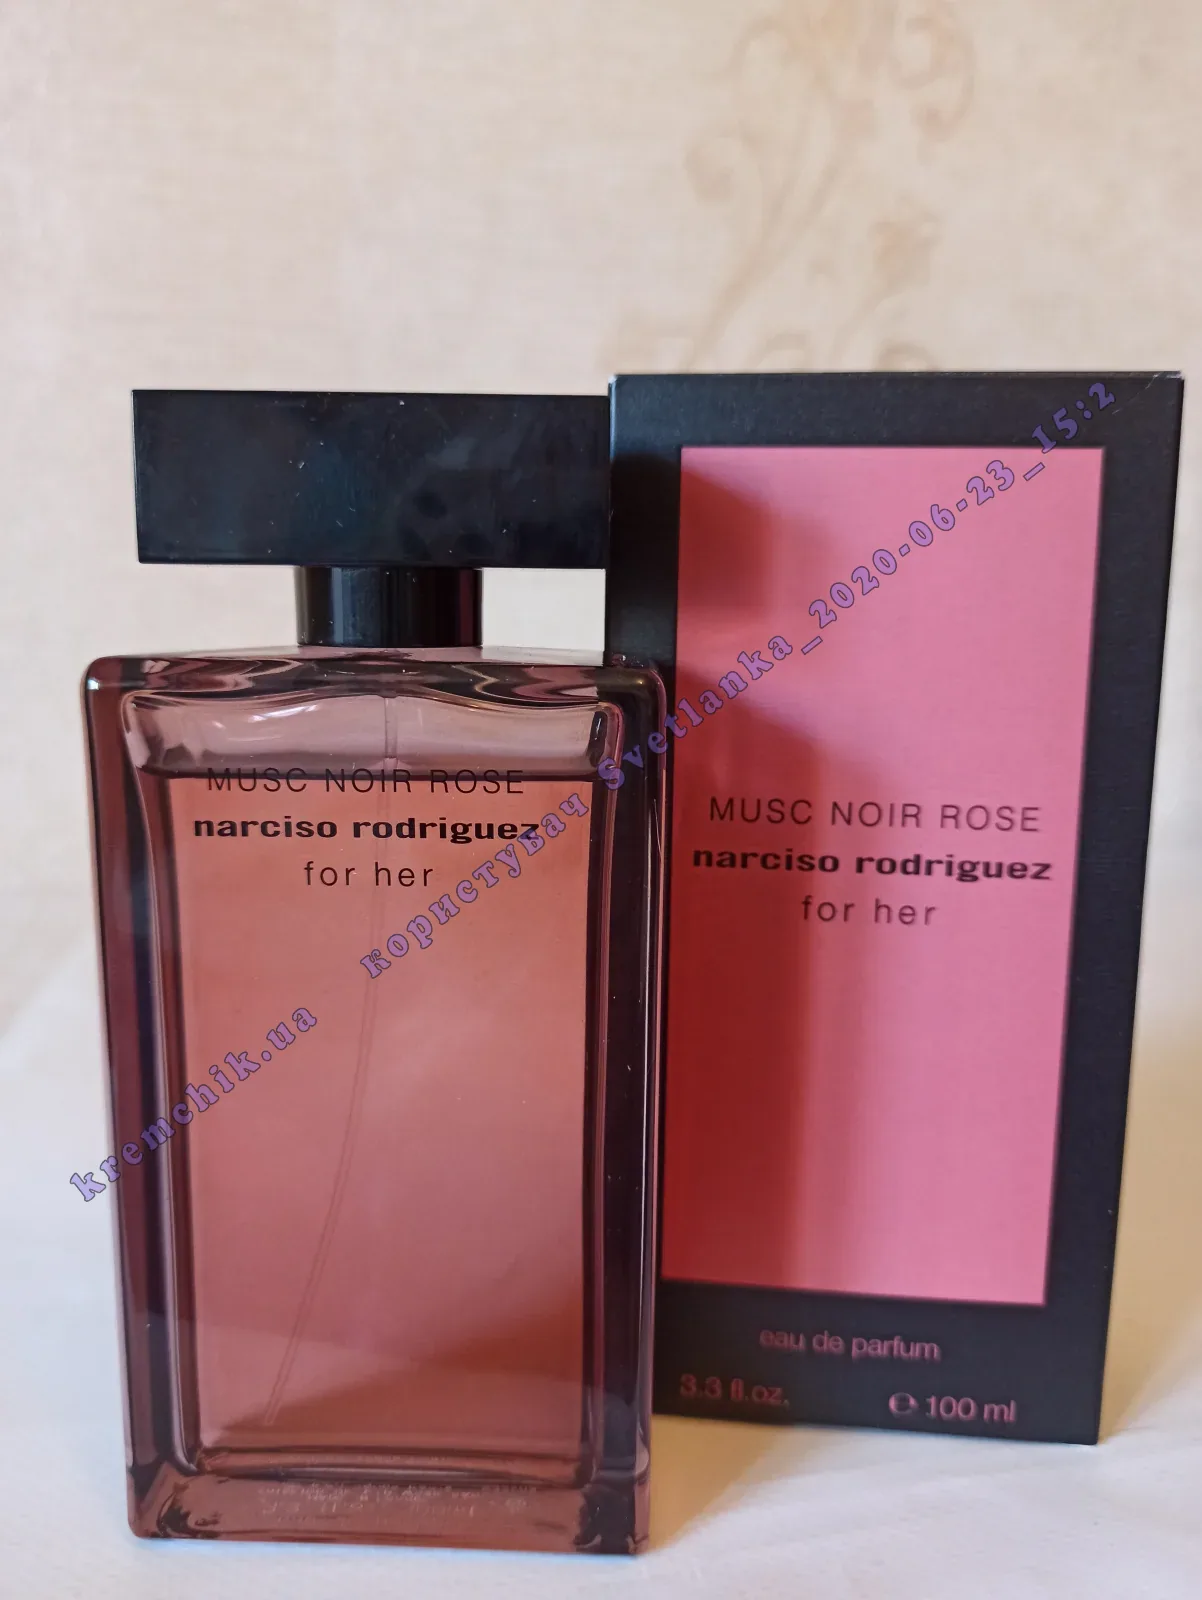 MUSC NOIR ROSE
narciso rodriguez
for her
MUSC NOIR ROSE
narciso rodriguez
for her
eau de parfum
3.3 fl.oz.
℮ 100 ml
kremchik.ua користувач Svetlanka_2020-06-23_15:2